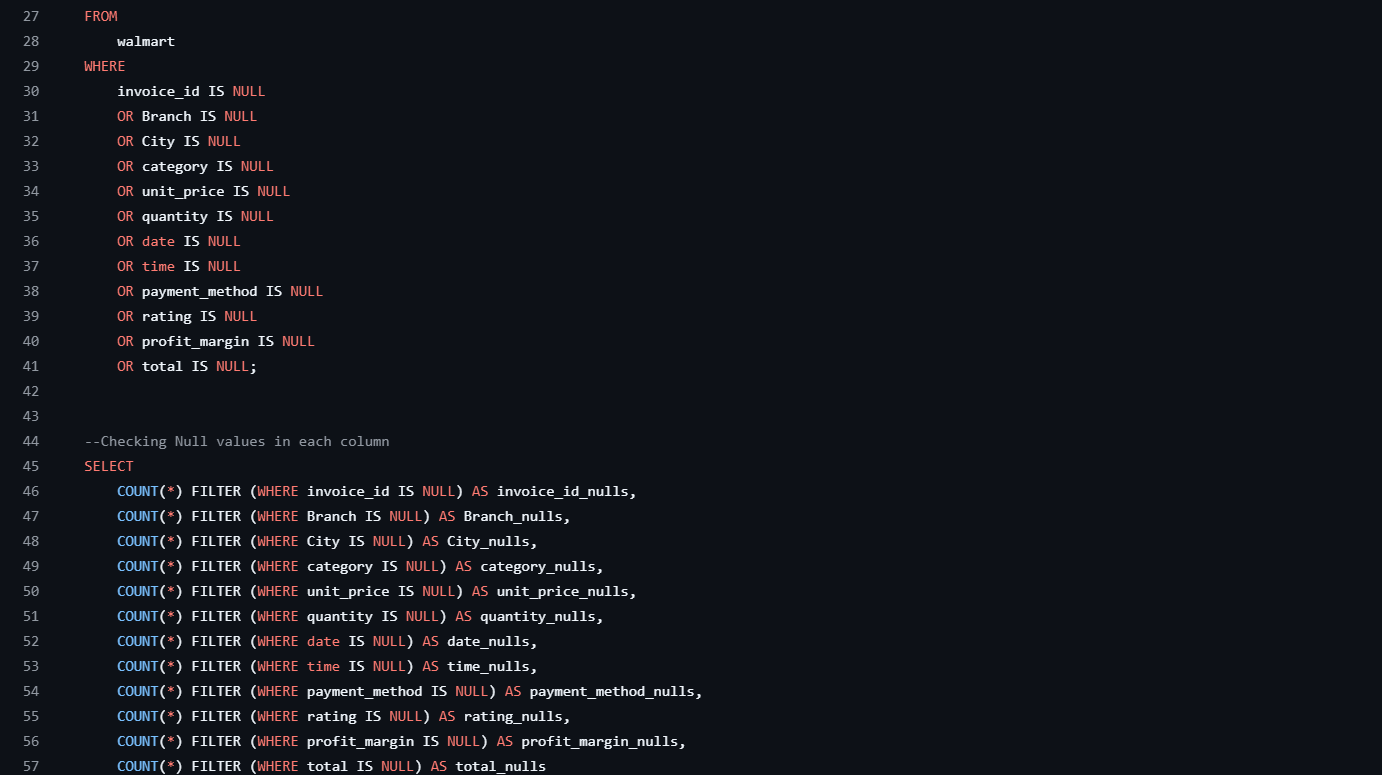 27 FROM
28 walmart
29 WHERE
30 invoice_id IS NULL
31 OR Branch IS NULL
32 OR City IS NULL
33 OR category IS NULL
34 OR unit_price IS NULL
35 OR quantity IS NULL
36 OR date IS NULL
37 OR time IS NULL
38 OR payment_method IS NULL
39 OR rating IS NULL
40 OR profit_margin IS NULL
41 OR total IS NULL;
42
43
44 --Checking Null values in each column
45 SELECT
46 COUNT(*) FILTER (WHERE invoice_id IS NULL) AS invoice_id_nulls,
47 COUNT(*) FILTER (WHERE Branch IS NULL) AS Branch_nulls,
48 COUNT(*) FILTER (WHERE City IS NULL) AS City_nulls,
49 COUNT(*) FILTER (WHERE category IS NULL) AS category_nulls,
50 COUNT(*) FILTER (WHERE unit_price IS NULL) AS unit_price_nulls,
51 COUNT(*) FILTER (WHERE quantity IS NULL) AS quantity_nulls,
52 COUNT(*) FILTER (WHERE date IS NULL) AS date_nulls,
53 COUNT(*) FILTER (WHERE time IS NULL) AS time_nulls,
54 COUNT(*) FILTER (WHERE payment_method IS NULL) AS payment_method_nulls,
55 COUNT(*) FILTER (WHERE rating IS NULL) AS rating_nulls,
56 COUNT(*) FILTER (WHERE profit_margin IS NULL) AS profit_margin_nulls,
57 COUNT(*) FILTER (WHERE total IS NULL) AS total_nulls